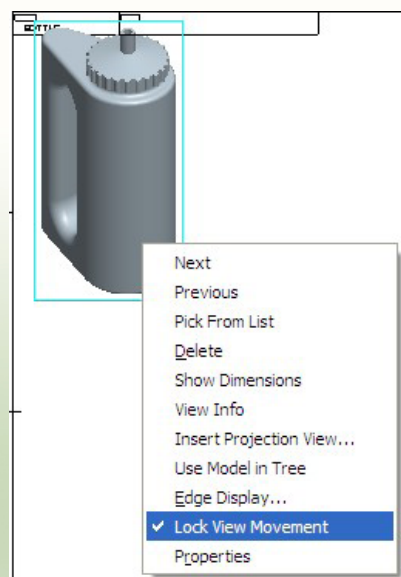 BOTTLE
Next
Previous
Pick From List
Delete
Show Dimensions
View Info
Insert Projection View...
Use Model in Tree
Edge Display...
Lock View Movement
Properties